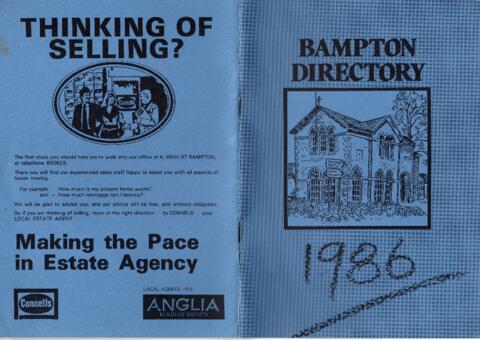 THINKING OF
SELLING?
The first steps you should take are to walk into our office in 4, HIGH ST BAMPTON,
or telephone 850828.
There you will find our experienced sales staff happy to assist you with all aspects of
house moving.
For example How much is my present home worth?
and - How much mortgage can I borrow?
We will be glad to advise you, and our advice will be free, and without obligation.
So if you are thinking of selling, move in the right direction to CONNELLS your
LOCAL ESTATE AGENT
Making the Pace
in Estate Agency
Connells
LOCAL AGENTS FOR
ANGLIA
BUILDING SOCIETY
BAMPTON
DIRECTORY
1986